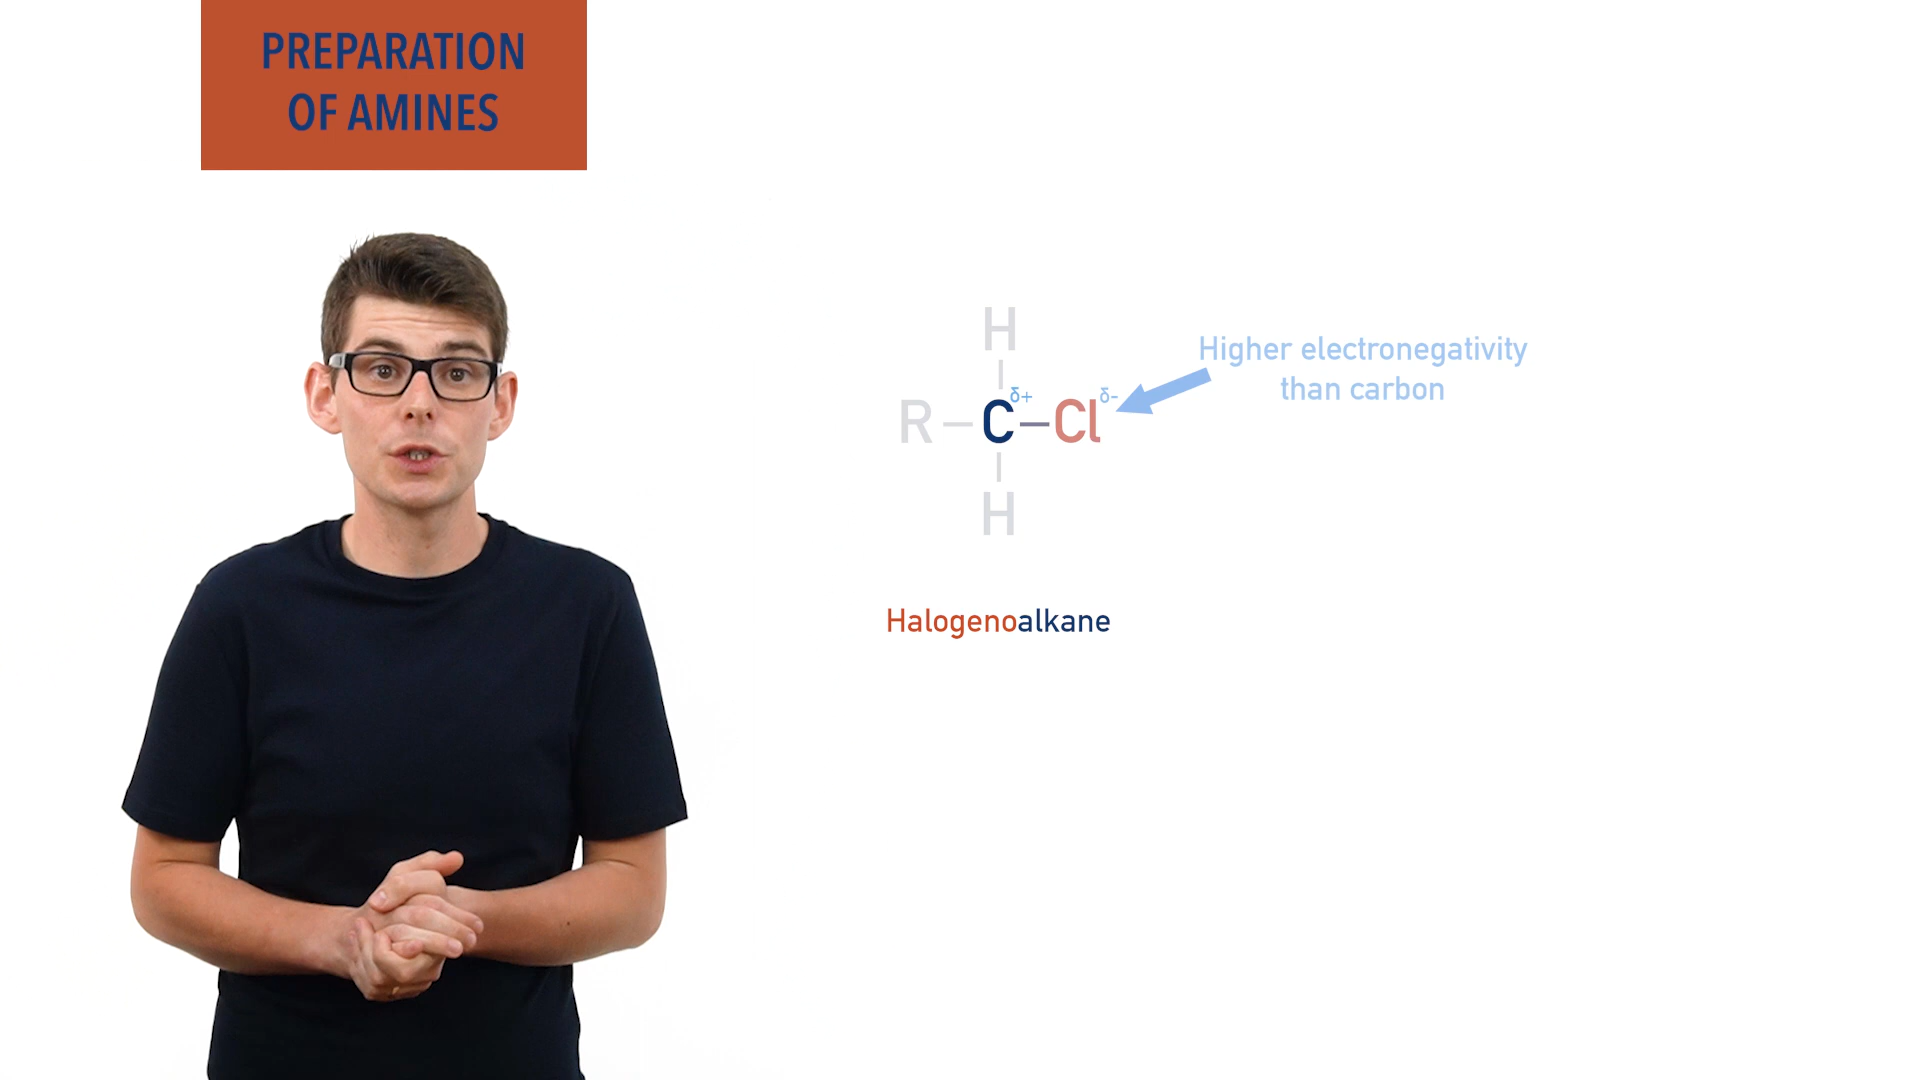 PREPARATION
OF AMINES
H
Higher electronegativity
than carbon
R C δ+ Cl δ-
H
Halogenoalkane